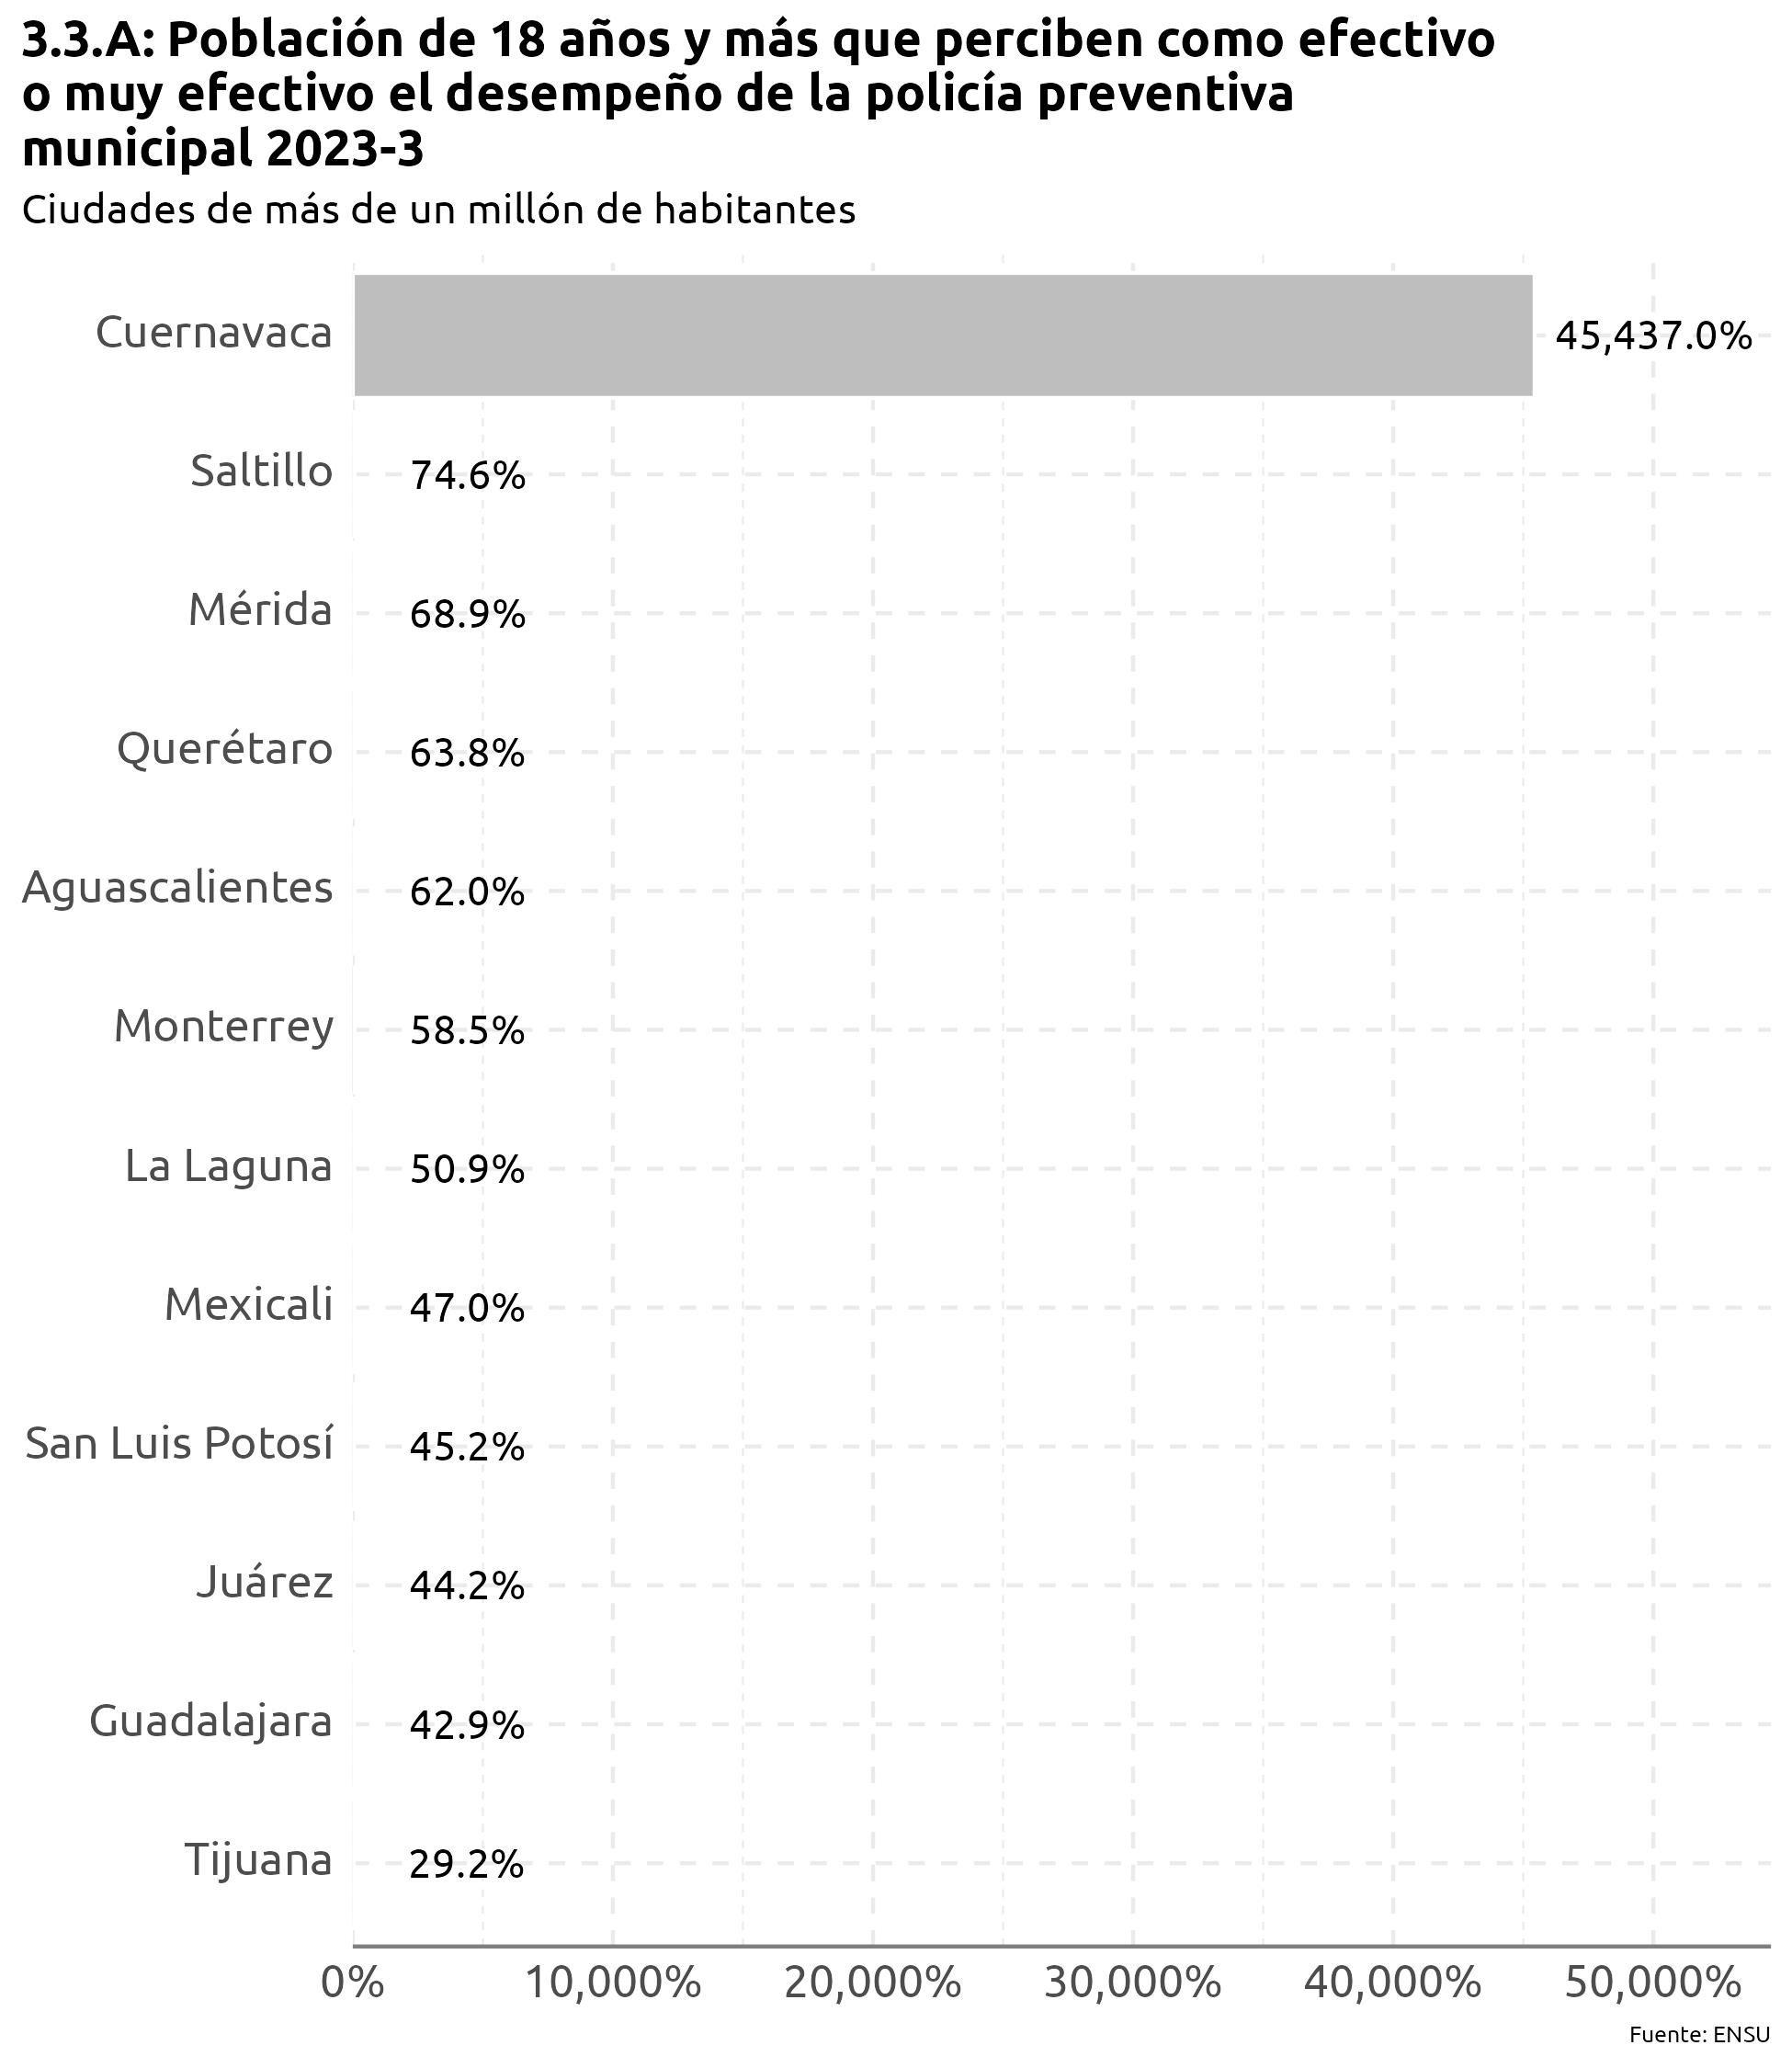 3.3.A: Población de 18 años y más que perciben como efectivo
o muy efectivo el desempeño de la policía preventiva
municipal 2023-3
Ciudades de más de un millón de habitantes
Cuernavaca 45,437.0%
Saltillo 74.6%
Mérida 68.9%
Querétaro 63.8%
Aguascalientes 62.0%
Monterrey 58.5%
La Laguna 50.9%
Mexicali 47.0%
San Luis Potosí 45.2%
Juárez 44.2%
Guadalajara 42.9%
Tijuana 29.2%
0% 10,000% 20,000% 30,000% 40,000% 50,000%
Fuente: ENSU